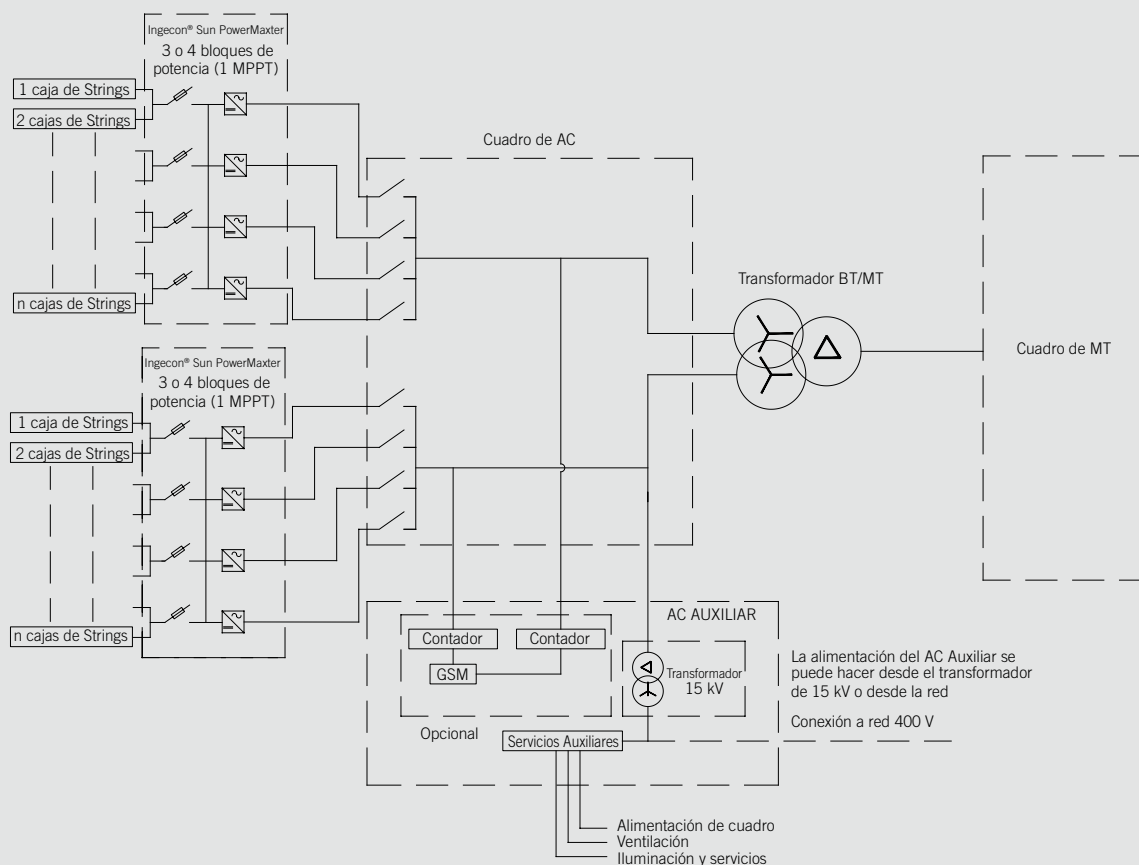 Ingecon® Sun PowerMaxter
3 o 4 bloques de
potencia (1 MPPT)
1 caja de Strings
2 cajas de Strings
n cajas de Strings
Cuadro de AC
Transformador BT/MT
Cuadro de MT
Ingecon® Sun PowerMaxter
3 o 4 bloques de
potencia (1 MPPT)
1 caja de Strings
2 cajas de Strings
n cajas de Strings
AC AUXILIAR
Contador
Contador
GSM
Opcional
Transformador
15 kV
Servicios Auxiliares
La alimentación del AC Auxiliar se
puede hacer desde el transformador
de 15 kV o desde la red
Conexión a red 400 V
Alimentación de cuadro
Ventilación
Iluminación y servicios